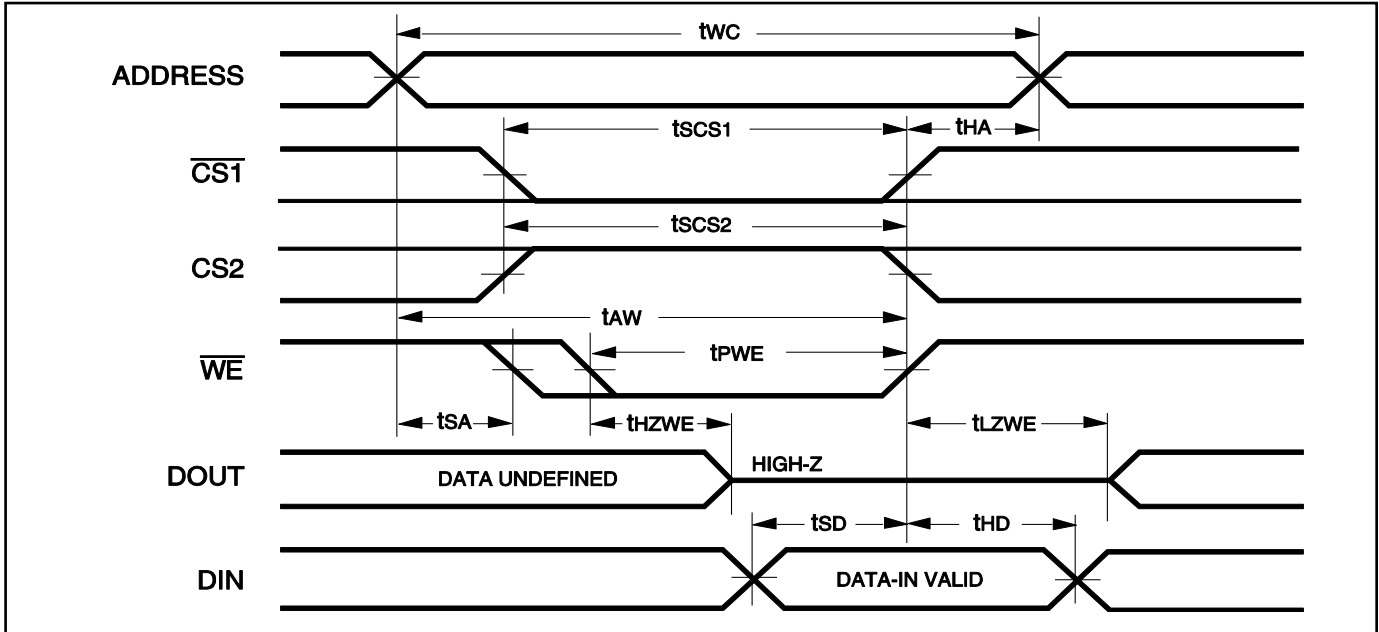 tWC
ADDRESS
tSCS1
tHA
CS1
tSCS2
CS2
tAW
WE
tPWE
tSA
tHZWE
tLZWE
DOUT
DATA UNDEFINED
HIGH-Z
tSD
tHD
DIN
DATA-IN VALID